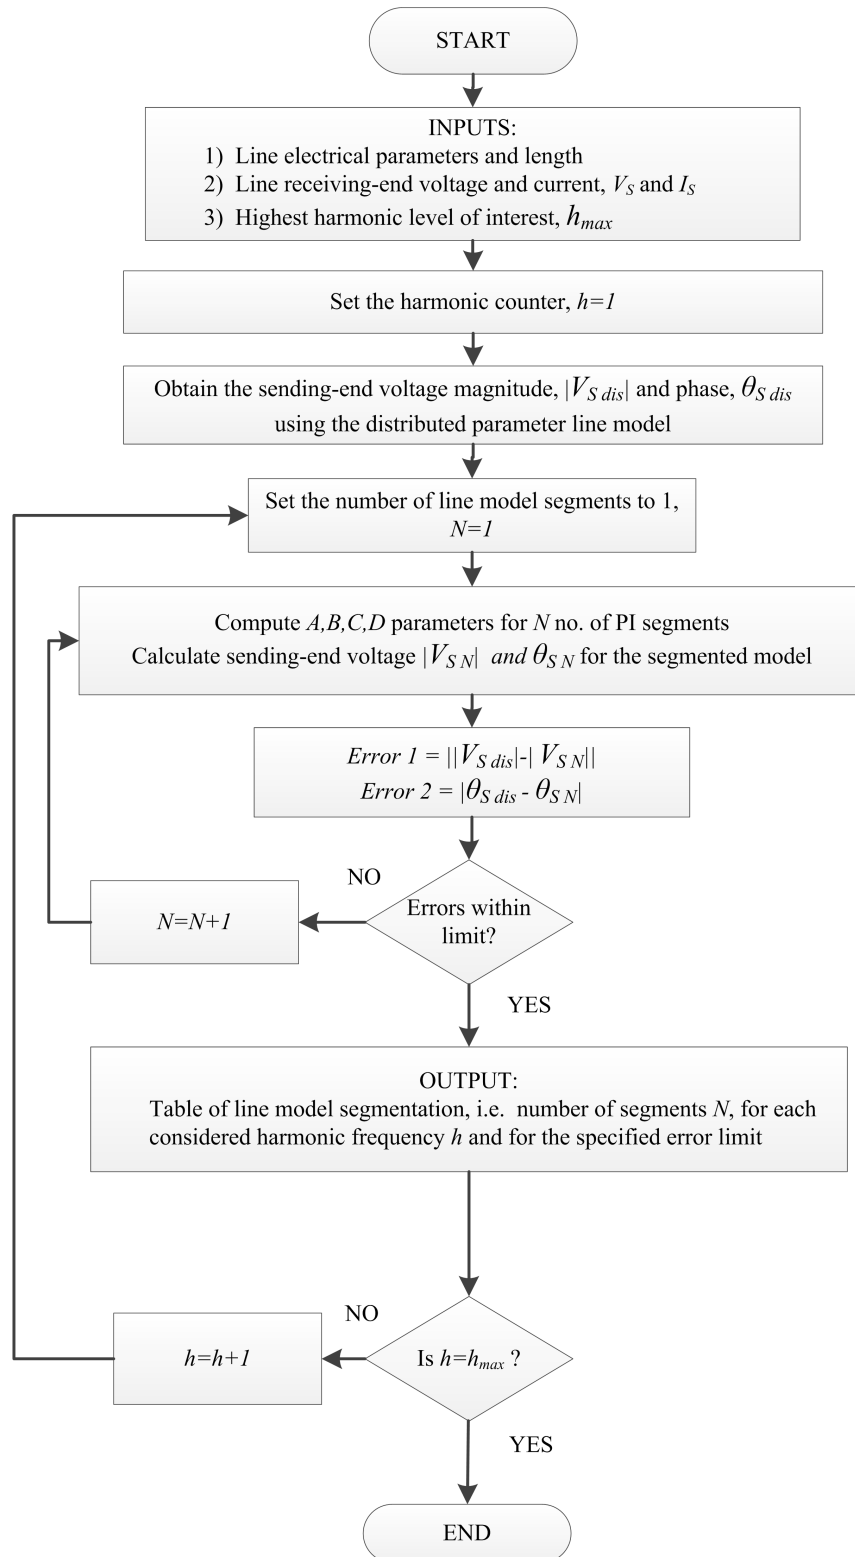 START
INPUTS:
1) Line electrical parameters and length
2) Line receiving-end voltage and current, V_S and I_S
3) Highest harmonic level of interest, h_max
Set the harmonic counter, h=1
Obtain the sending-end voltage magnitude, |V_S dis| and phase, θ_S dis
using the distributed parameter line model
Set the number of line model segments to 1,
N=1
Compute A,B,C,D parameters for N no. of PI segments
Calculate sending-end voltage |V_S N| and θ_S N for the segmented model
Error 1 = ||V_S dis|-| V_S N||
Error 2 = |θ_S dis - θ_S N|
NO
Errors within
limit?
N=N+1
YES
OUTPUT:
Table of line model segmentation, i.e. number of segments N, for each
considered harmonic frequency h and for the specified error limit
NO
Is h=h_max ?
h=h+1
YES
END